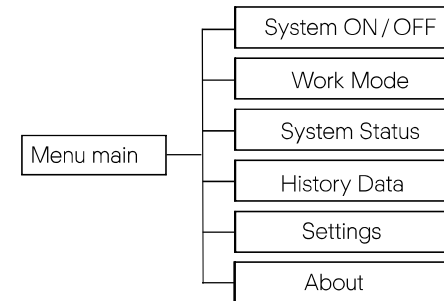 System ON / OFF
Work Mode
System Status
Menu main
History Data
Settings
About